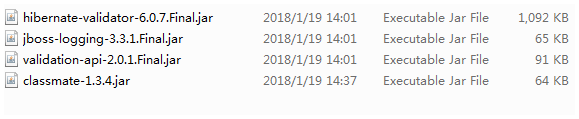 hibernate-validator-6.0.7.Final.jar 2018/1/19 14:01 Executable Jar File 1,092 KB
jboss-logging-3.3.1.Final.jar 2018/1/19 14:01 Executable Jar File 65 KB
validation-api-2.0.1.Final.jar 2018/1/19 14:01 Executable Jar File 91 KB
classmate-1.3.4.jar 2018/1/19 14:37 Executable Jar File 64 KB